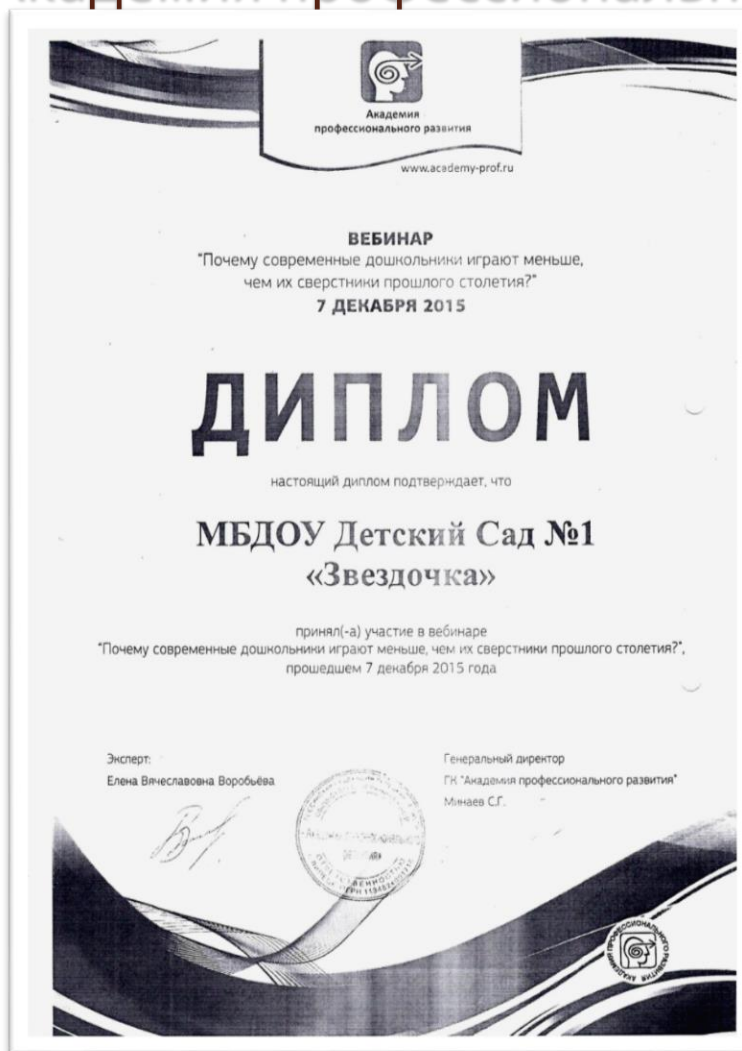 Академия
профессионального развития
www.academy-prof.ru
ВЕБИНАР
"Почему современные дошкольники играют меньше,
чем их сверстники прошлого столетия?"
7 ДЕКАБРЯ 2015
ДИПЛОМ
настоящий диплом подтверждает, что
МБДОУ Детский Сад №1
«Звездочка»
принял(-а) участие в вебинаре
"Почему современные дошкольники играют меньше, чем их сверстники прошлого столетия?",
прошедшем 7 декабря 2015 года
Эксперт:
Елена Вячеславовна Воробьёва
Генеральный директор
ГК "Академия профессионального развития"
Минаев С.Г.
АКАДЕМИЯ ПРОФЕССИОНАЛЬНОГО РАЗВИТИЯ